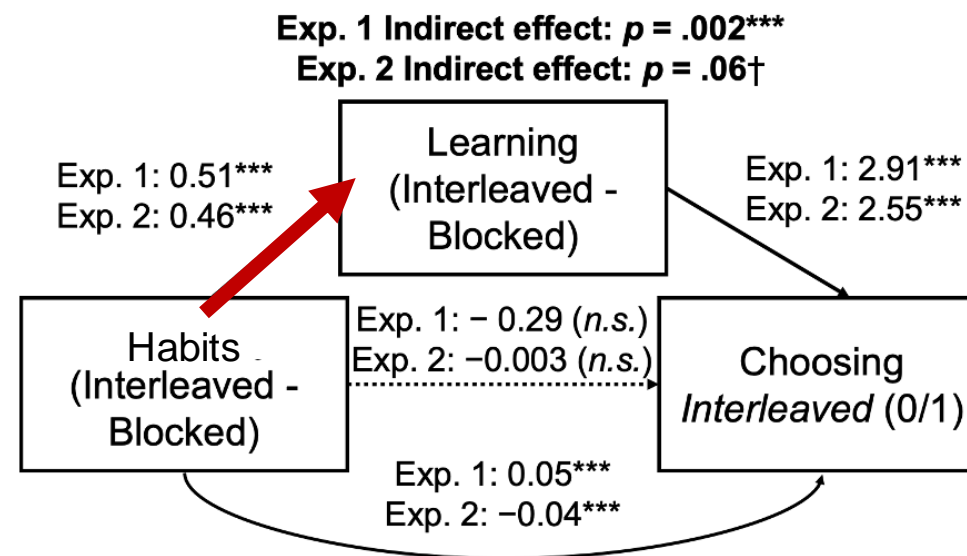 Exp. 1 Indirect effect: p = .002***
Exp. 2 Indirect effect: p = .06†
Learning
(Interleaved -
Blocked)
Exp. 1: 0.51***
Exp. 2: 0.46***
Exp. 1: 2.91***
Exp. 2: 2.55***
Habits
(Interleaved -
Blocked)
Exp. 1: − 0.29 (n.s.)
Exp. 2: −0.003 (n.s.)
Choosing
Interleaved (0/1)
Exp. 1: 0.05***
Exp. 2: −0.04***